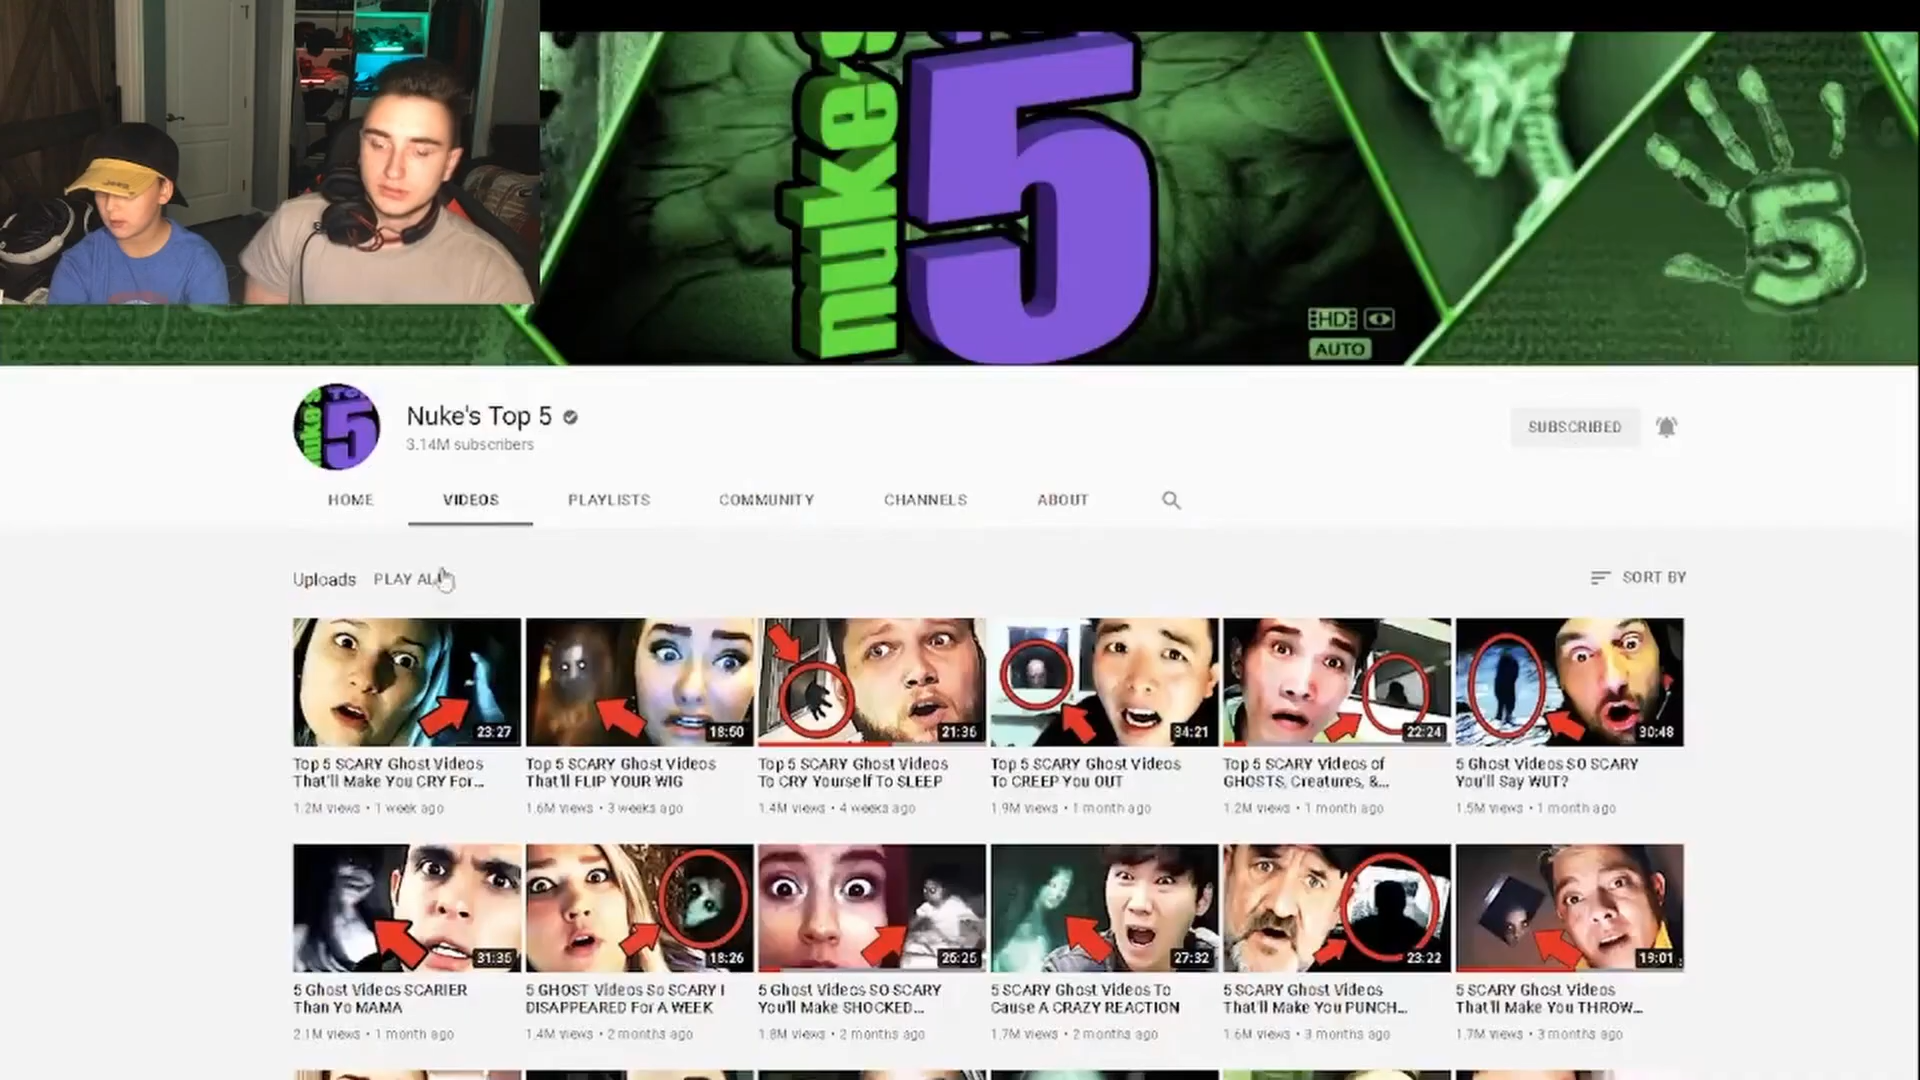 nuke's
5
5
HD
AUTO
Nuke's Top 5
3.14M subscribers
SUBSCRIBED
HOME
VIDEOS
PLAYLISTS
COMMUNITY
CHANNELS
ABOUT
Uploads
PLAY AL
SORT BY
23:27
18:50
21:36
34:21
22:24
30:48
Top 5 SCARY Ghost Videos
That'll Make You CRY For...
1.2M views • 1 week ago
Top 5 SCARY Ghost Videos
That'll FLIP YOUR WIG
1.6M views • 3 weeks ago
Top 5 SCARY Ghost Videos
To CRY Yourself To SLEEP
1.4M views • 4 weeks ago
Top 5 SCARY Ghost Videos
To CREEP You OUT
1.9M views • 1 month ago
Top 5 SCARY Videos of
GHOSTS, Creatures, &...
1.2M views • 1 month ago
5 Ghost Videos SO SCARY
You'll Say WUT?
1.5M views • 1 month ago
31:35
18:26
25:25
27:32
23:22
19:01
5 Ghost Videos SCARIER
Than Yo MAMA
2.1M views • 1 month ago
5 GHOST Videos So SCARY I
DISAPPEARED For A WEEK
1.4M views • 2 months ago
5 Ghost Videos SO SCARY
You'll Make SHOCKED...
1.8M views • 2 months ago
5 SCARY Ghost Videos To
Cause A CRAZY REACTION
1.7M views • 2 months ago
5 SCARY Ghost Videos
That'll Make You PUNCH...
1.6M views • 3 months ago
5 SCARY Ghost Videos
That'll Make You THROW...
1.7M views • 3 months ago